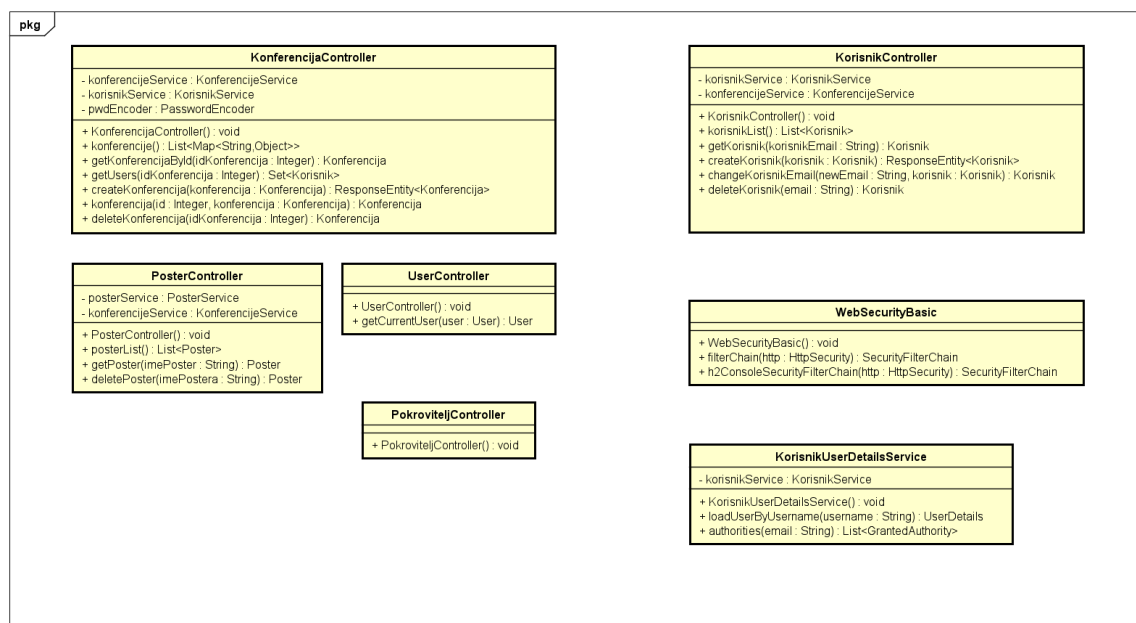 pkg
KonferencijaController
- konferencijeService : KonferencijeService
- korisnikService : KorisnikService
- pwdEncoder : PasswordEncoder
+ KonferencijaController() : void
+ konferencije() : List<Map<String,Object>>
+ getKonferencijaById(idKonferencija : Integer) : Konferencija
+ getUsers(idKonferencija : Integer) : Set<Korisnik>
+ createKonferencija(konferencija : Konferencija) : ResponseEntity<Konferencija>
+ konferencija(id : Integer, konferencija : Konferencija) : Konferencija
+ deleteKonferencija(idKonferencija : Integer) : Konferencija
KorisnikController
- korisnikService : KorisnikService
- konferencijeService : KonferencijeService
+ KorisnikController() : void
+ korisnikList() : List<Korisnik>
+ getKorisnik(korisnikEmail : String) : Korisnik
+ createKorisnik(korisnik : Korisnik) : ResponseEntity<Korisnik>
+ changeKorisnikEmail(newEmail : String, korisnik : Korisnik) : Korisnik
+ deleteKorisnik(email : String) : Korisnik
PosterController
- posterService : PosterService
- konferencijeService : KonferencijeService
+ PosterController() : void
+ posterList() : List<Poster>
+ getPoster(imePoster : String) : Poster
+ deletePoster(imePostera : String) : Poster
UserController
+ UserController() : void
+ getCurrentUser(user : User) : User
WebSecurityBasic
+ WebSecurityBasic() : void
+ filterChain(http : HttpSecurity) : SecurityFilterChain
+ h2ConsoleSecurityFilterChain(http : HttpSecurity) : SecurityFilterChain
PokroviteljController
+ PokroviteljController() : void
KorisnikUserDetailsService
- korisnikService : KorisnikService
+ KorisnikUserDetailsService() : void
+ loadUserByUsername(username : String) : UserDetails
+ authorities(email : String) : List<GrantedAuthority>